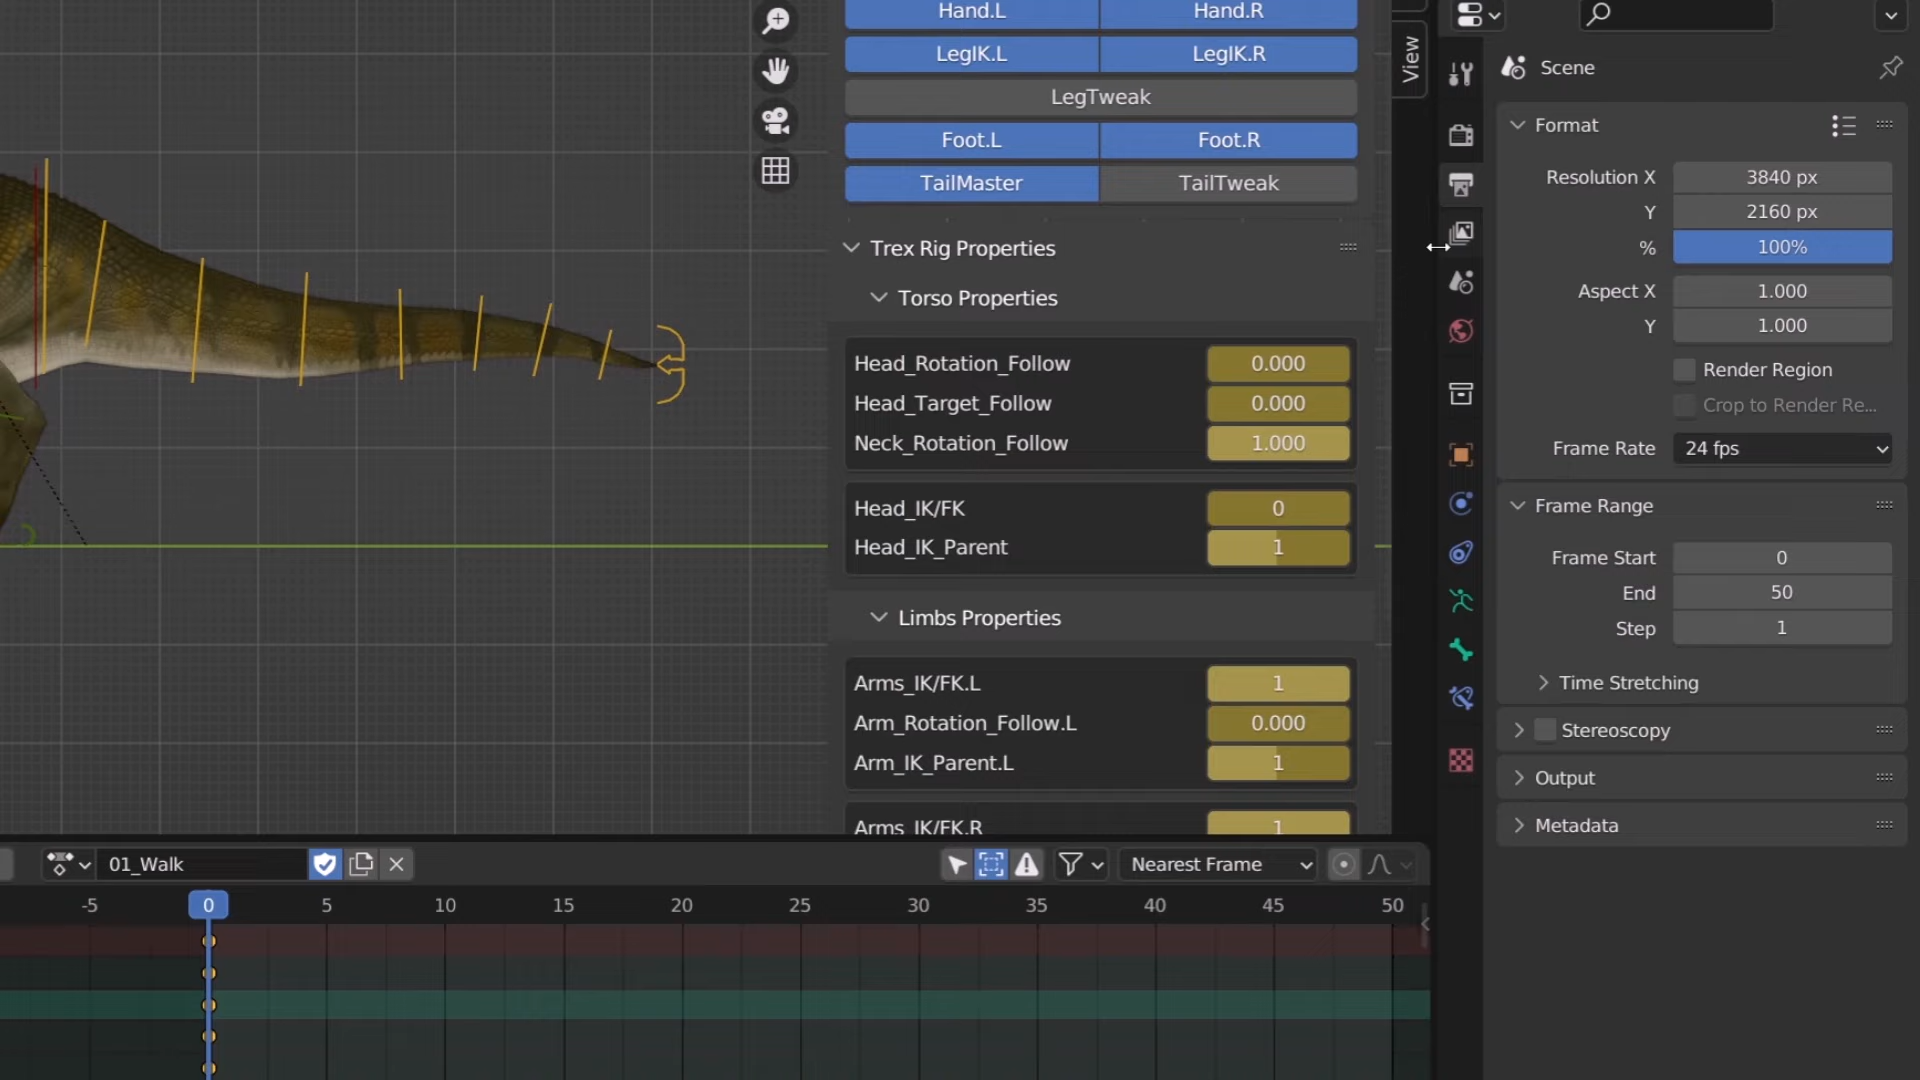 Hand.L Hand.R
LegIK.L LegIK.R
LegTweak
Foot.L Foot.R
TailMaster TailTweak
View
Trex Rig Properties
Torso Properties
Head_Rotation_Follow 0.000
Head_Target_Follow 0.000
Neck_Rotation_Follow 1.000
Head_IK/FK 0
Head_IK_Parent 1
Limbs Properties
Arms_IK/FK.L 1
Arm_Rotation_Follow.L 0.000
Arm_IK_Parent.L 1
Arms_IK/FK.R 1
Scene
Format
Resolution X 3840 px
Y 2160 px
% 100%
Aspect X 1.000
Y 1.000
Render Region
Crop to Render Re...
Frame Rate 24 fps
Frame Range
Frame Start 0
End 50
Step 1
Time Stretching
Stereoscopy
Output
Metadata
01_Walk Nearest Frame
-5 0 5 10 15 20 25 30 35 40 45 50